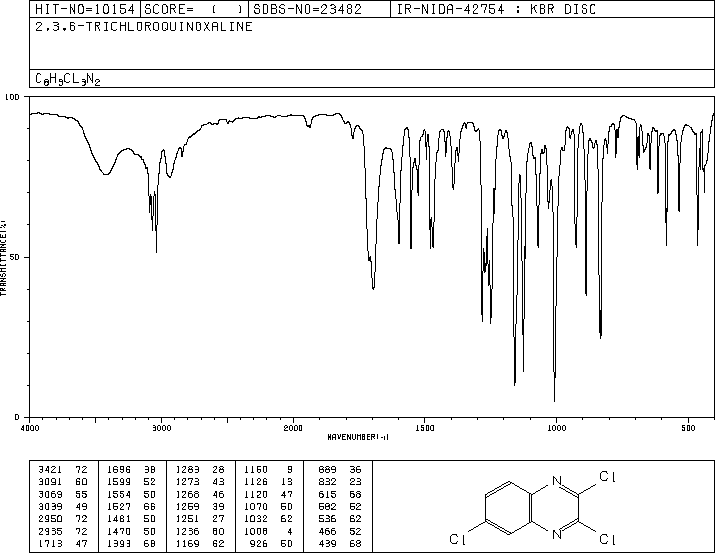 HIT-NO=10154 SCORE= ( ) SDBS-NO=23482 IR-NIDA-42754 : KBR DISC
2,3,6-TRICHLOROQUINOXALINE
C8H3CL3N2
100
TRANSMITTANCE(%)
50
0
4000 3000 2000 1500 1000 500
WAVENUMBER(-1)
3421 72 1696 38 1283 28 1160 9 889 36
3091 60 1599 52 1273 43 1126 13 832 23
3069 55 1554 50 1268 46 1120 47 615 68
3039 49 1527 66 1259 39 1070 50 582 52
2950 72 1481 50 1251 27 1032 62 536 62
2935 72 1470 50 1236 80 1008 4 466 52
1713 47 1393 68 1169 62 926 50 439 68
N Cl
Cl N Cl